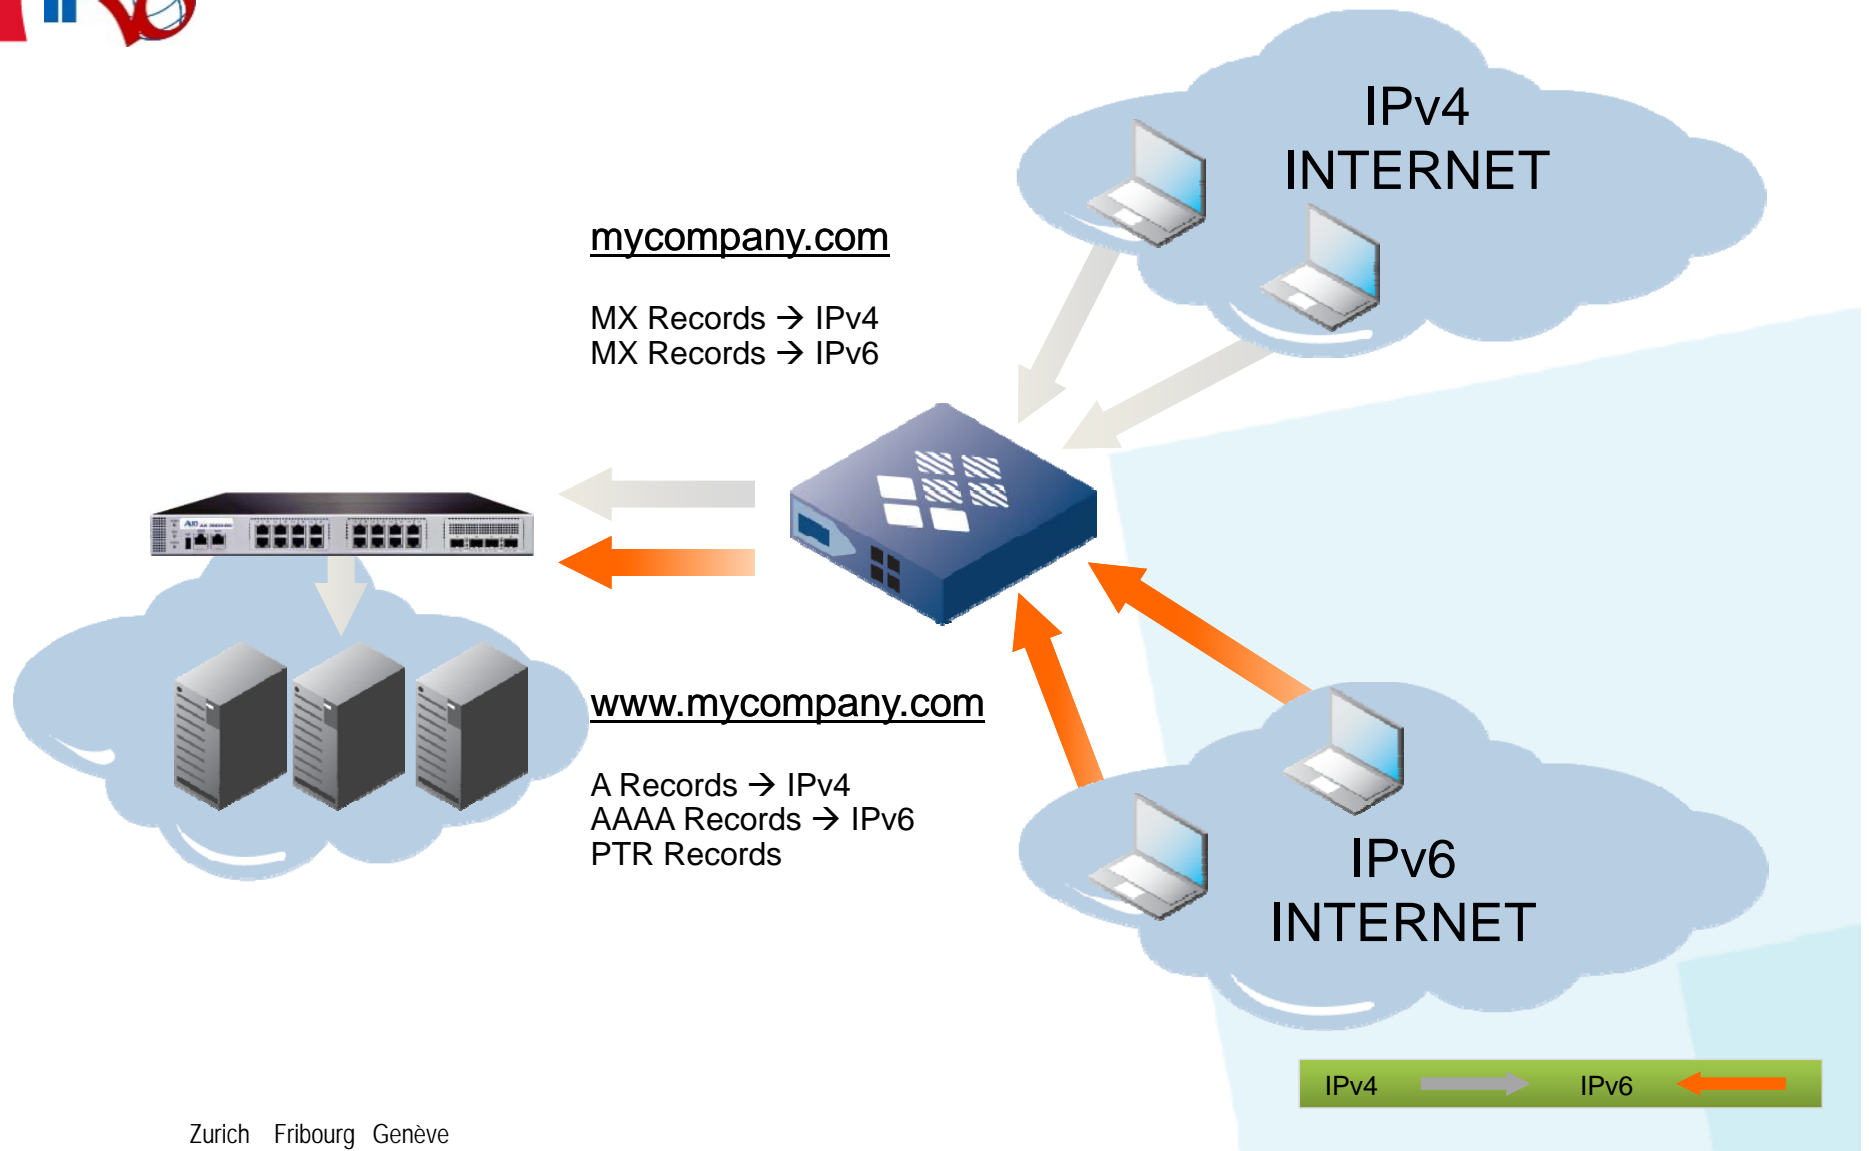 IPv4
INTERNET
mycompany.com
MX Records → IPv4
MX Records → IPv6
www.mycompany.com
A Records → IPv4
AAAA Records → IPv6
PTR Records
IPv6
INTERNET
IPv4
IPv6
Zurich Fribourg Genève